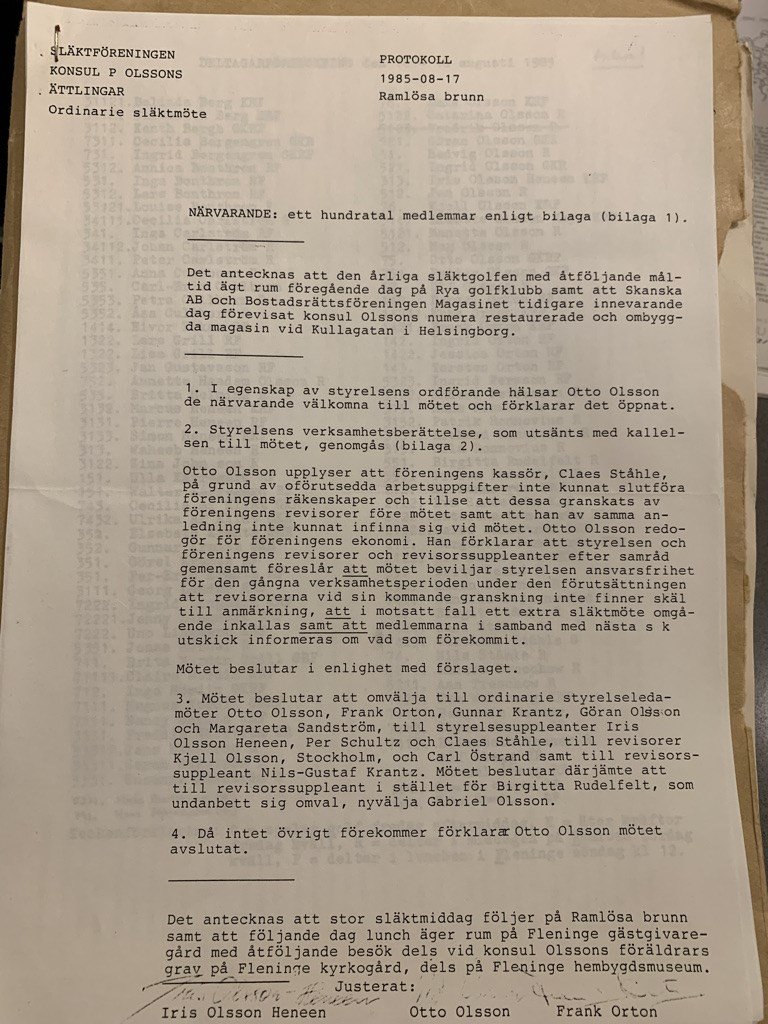 SLÄKTFÖRENINGEN
KONSUL P OLSSONS
ÄTTLINGAR
Ordinarie släktmöte
PROTOKOLL
1985-08-17
Ramlösa brunn
NÄRVARANDE: ett hundratal medlemmar enligt bilaga (bilaga 1).
Det antecknas att den årliga släktgolfen med åtföljande mål-
tid ägt rum föregående dag på Rya golfklubb samt att Skanska
AB och Bostadsrättsföreningen Magasinet tidigare innevarande
dag förevisat konsul Olssons numera restaurerade och ombygg-
da magasin vid Kullagatan i Helsingborg.
1. I egenskap av styrelsens ordförande hälsar Otto Olsson
de närvarande välkomna till mötet och förklarar det öppnat.
2. Styrelsens verksamhetsberättelse, som utsänts med kallel-
sen till mötet, genomgås (bilaga 2).
Otto Olsson upplyser att föreningens kassör, Claes Ståhle,
på grund av oförutsedda arbetsuppgifter inte kunnat slutföra
föreningens räkenskaper och tillse att dessa granskats av
föreningens revisorer före mötet samt att han av samma an-
ledning inte kunnat infinna sig vid mötet. Otto Olsson redo-
gör för föreningens ekonomi. Han förklarar att styrelsen och
föreningens revisorer och revisorssuppleanter efter samråd
gemensamt föreslår att mötet beviljar styrelsen ansvarsfrihet
för den gångna verksamhetsperioden under den förutsättningen
att revisorerna vid sin kommande granskning inte finner skäl
till anmärkning, att i motsatt fall ett extra släktmöte omgå-
ende inkallas samt att medlemmarna i samband med nästa s k
utskick informeras om vad som förekommit.
Mötet beslutar i enlighet med förslaget.
3. Mötet beslutar att omvälja till ordinarie styrelseleda-
möter Otto Olsson, Frank Orton, Gunnar Krantz, Göran Olsson
och Margareta Sandström, till styrelsesuppleanter Iris
Olsson Heneen, Per Schultz och Claes Ståhle, till revisorer
Kjell Olsson, Stockholm, och Carl Östrand samt till revisors-
suppleant Nils-Gustaf Krantz. Mötet beslutar därjämte att
till revisorssuppleant i stället för Birgitta Rudelfelt, som
undanbett sig omval, nyvälja Gabriel Olsson.
4. Då intet övrigt förekommer förklarar Otto Olsson mötet
avslutat.
Det antecknas att stor släktmiddag följer på Ramlösa brunn
samt att följande dag lunch äger rum på Fleninge gästgivare-
gård med åtföljande besök dels vid konsul Olssons föräldrars
grav på Fleninge kyrkogård, dels på Fleninge hembygdsmuseum.
Justerat:
Iris Olsson Heneen
Iris Olsson Heneen Otto Olsson Frank Orton